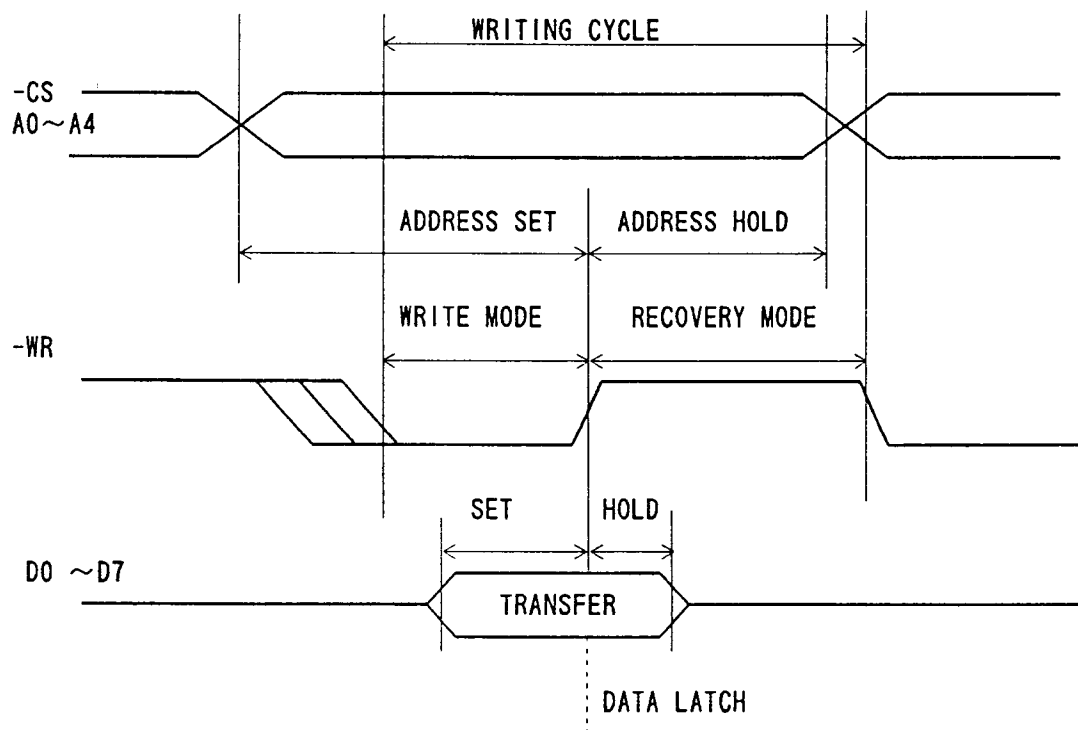 WRITING CYCLE
-CS
A0～A4
ADDRESS SET
ADDRESS HOLD
WRITE MODE
RECOVERY MODE
-WR
SET
HOLD
D0 ～D7
TRANSFER
DATA LATCH